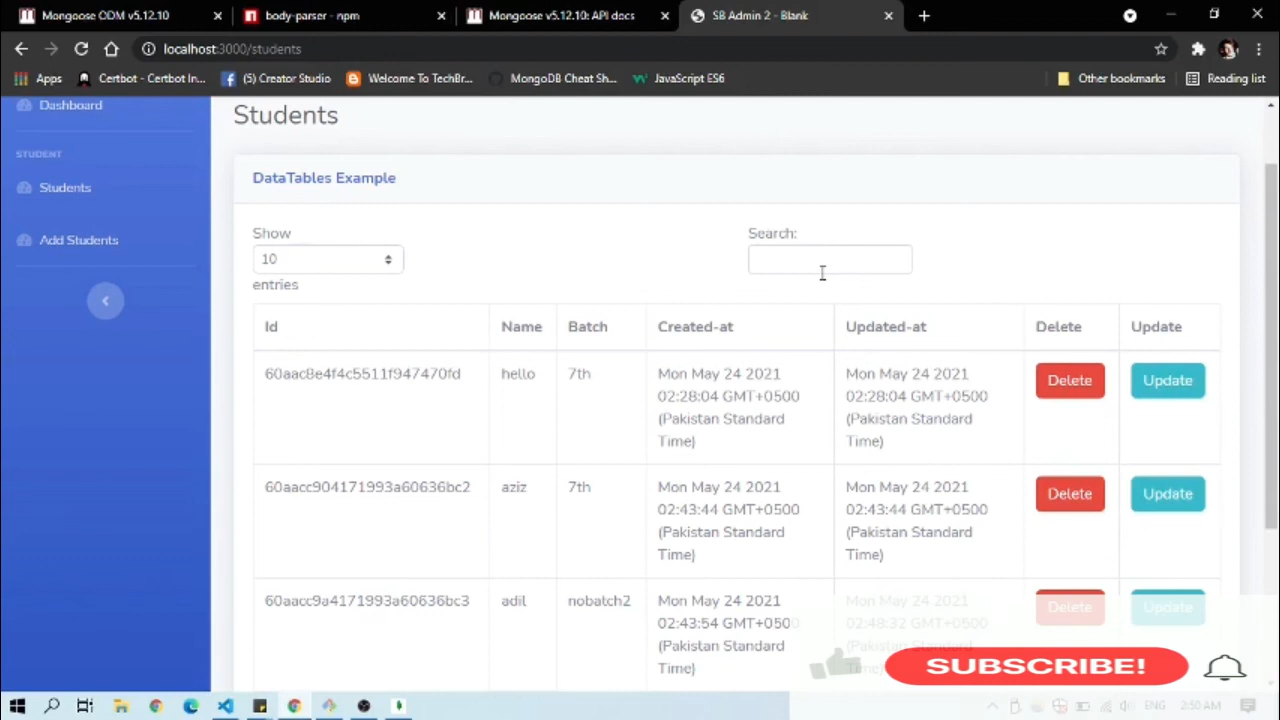 Mongoose ODM v5.12.10
body-parser - npm
Mongoose v5.12.10: API docs
SB Admin 2 - Blank
localhost:3000/students
Apps
Certbot - Certbot In...
(5) Creator Studio
Welcome To TechBr...
MongoDB Cheat Sh...
JavaScript ES6
Other bookmarks
Reading list
Dashboard
STUDENT
Students
Add Students
Students
DataTables Example
Show
10
entries
Search:
Id Name Batch Created-at Updated-at Delete Update
60aac8e4f4c5511f947470fd hello 7th
Mon May 24 2021
02:28:04 GMT+0500
(Pakistan Standard
Time)
Mon May 24 2021
02:28:04 GMT+0500
(Pakistan Standard
Time)
Delete
Update
60aacc904171993a60636bc2 aziz 7th
Mon May 24 2021
02:43:44 GMT+0500
(Pakistan Standard
Time)
Mon May 24 2021
02:43:44 GMT+0500
(Pakistan Standard
Time)
Delete
Update
60aacc9a4171993a60636bc3 adil nobatch2
Mon May 24 2021
02:43:54 GMT+0500
(Pakistan Standard
Time)
Mon May 24 2021
02:48:32 GMT+0500
(Pakistan Standard
Time)
Delete
Update
SUBSCRIBE!
ENG
2:50 AM